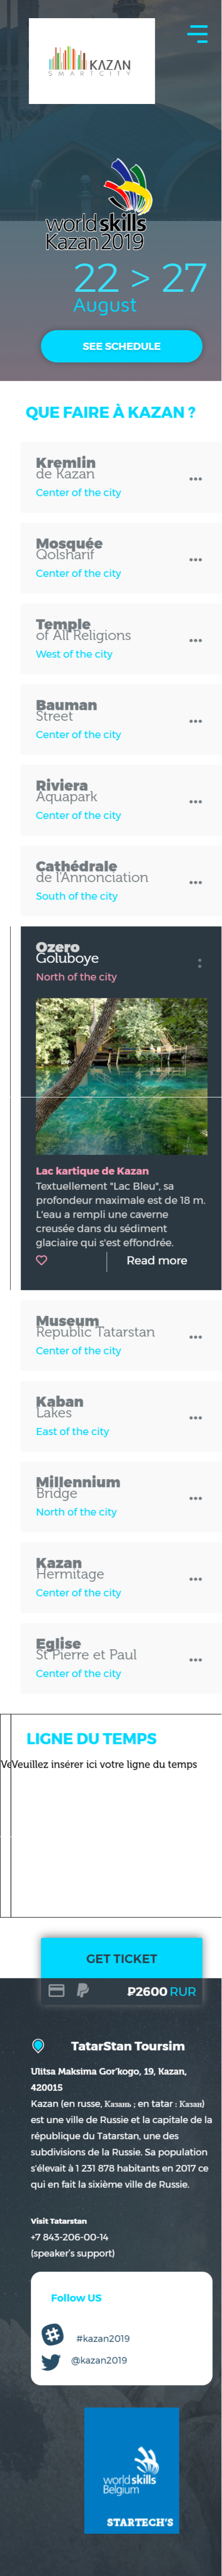 KAZAN
SMARTCITY
worldskills
Kazan2019
22 > 27
August
SEE SCHEDULE
QUE FAIRE À KAZAN ?
Kremlin
de Kazan
Center of the city
Mosquée
Qolsharif
Center of the city
Temple
of All Religions
West of the city
Bauman
Street
Center of the city
Riviera
Aquapark
Center of the city
Cathédrale
de l'Annonciation
South of the city
Ozero
Goluboye
North of the city
Lac kartique de Kazan
Textuellement "Lac Bleu", sa
profondeur maximale est de 18 m.
L'eau a rempli une caverne
creusée dans du sédiment
glaciaire qui s'est effondrée.
Read more
Museum
Republic Tatarstan
Center of the city
Kaban
Lakes
East of the city
Millennium
Bridge
North of the city
Kazan
Hermitage
Center of the city
Eglise
St Pierre et Paul
Center of the city
LIGNE DU TEMPS
Veuillez insérer ici votre ligne du temps
GET TICKET
₽2600 RUR
TatarStan Toursim
Ulitsa Maksima Gor'kogo, 19, Kazan,
420015
Kazan (en russe, Казань ; en tatar : Казан)
est une ville de Russie et la capitale de la
république du Tatarstan, une des
subdivisions de la Russie. Sa population
s'élevait à 1 231 878 habitants en 2017 ce
qui en fait la sixième ville de Russie.
Visit Tatarstan
+7 843-206-00-14
(speaker's support)
Follow US
#kazan2019
@kazan2019
worldskills
Belgium
STARTECH'S